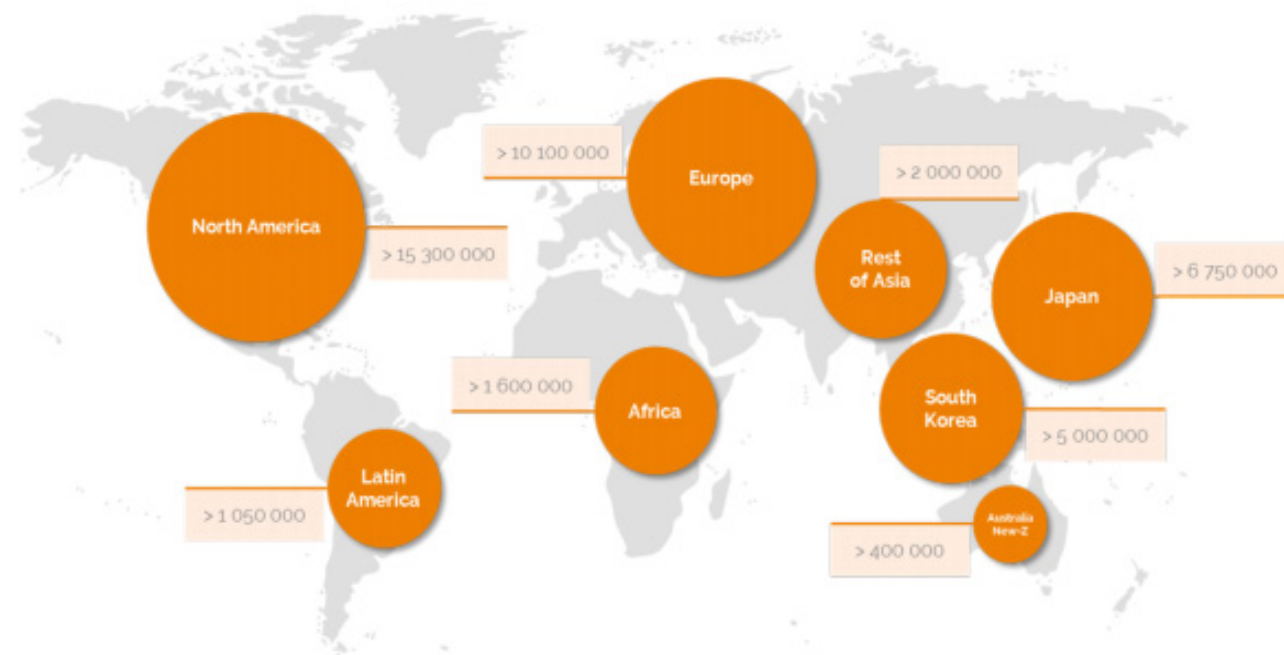 > 10 100 000
Europe
> 2 000 000
North America
> 15 300 000
Rest
of Asia
> 6 750 000
Japan
> 1 600 000
Africa
South
Korea
> 5 000 000
Latin
America
> 1 050 000
Australia
New-Z
> 400 000